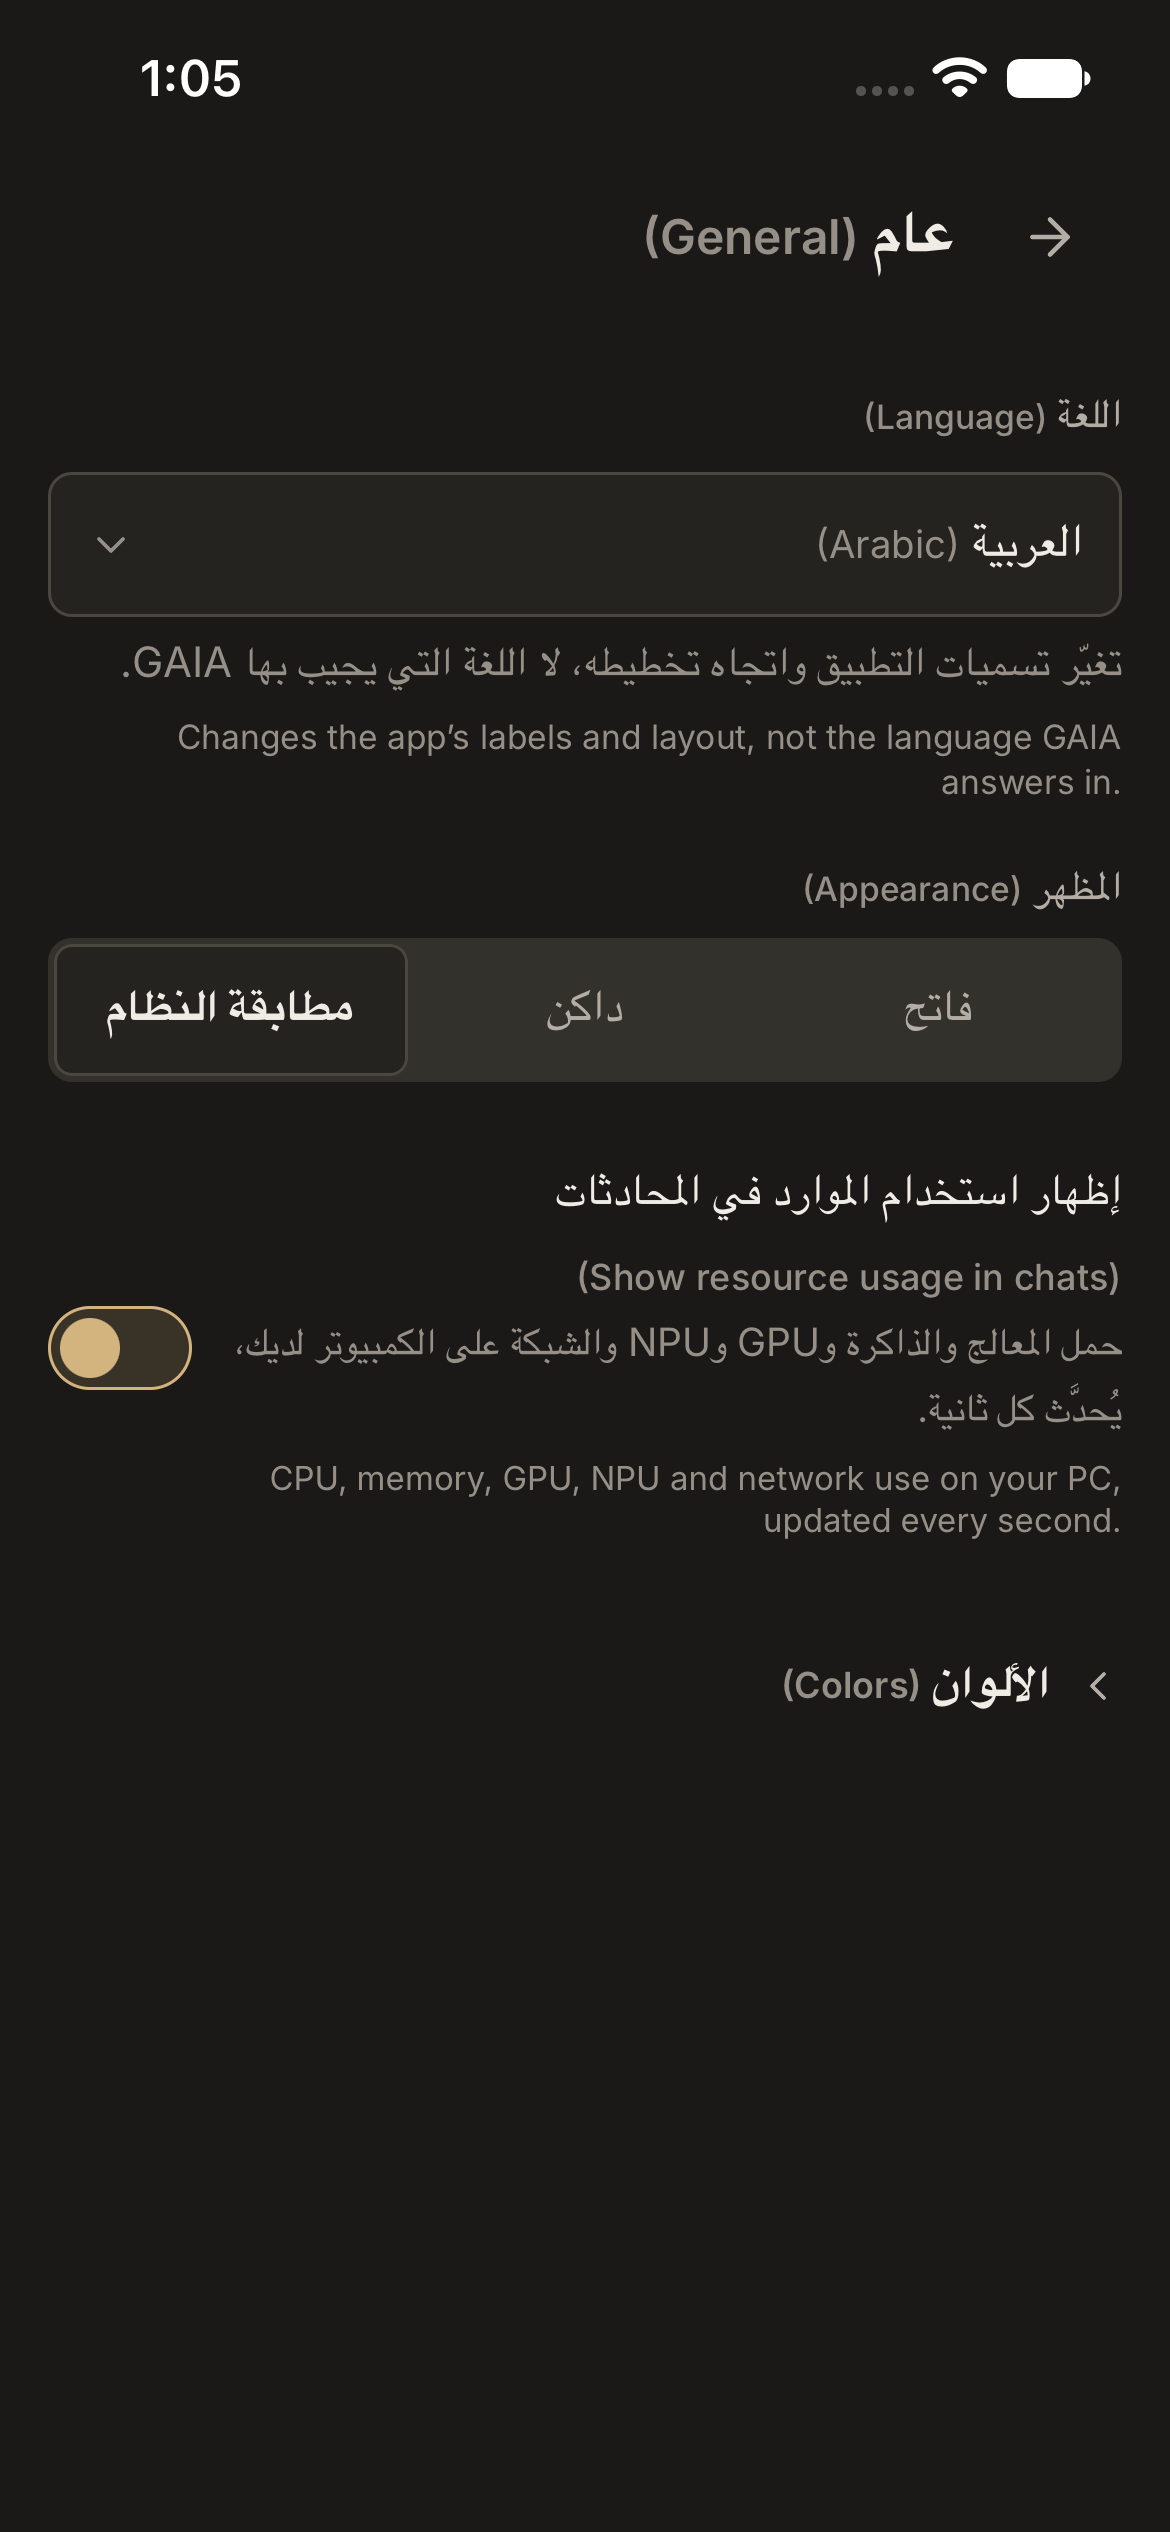 1:05
عام (General)
اللغة (Language)
العربية (Arabic)
تغيّر تسميات التطبيق واتجاه تخطيطه، لا اللغة التي يجيب بها GAIA.
Changes the app’s labels and layout, not the language GAIA
answers in.
المظهر (Appearance)
فاتح
داكن
مطابقة النظام
إظهار استخدام الموارد في المحادثات
(Show resource usage in chats)
حمل المعالج والذاكرة وGPU وNPU والشبكة على الكمبيوتر لديك،
يُحدَّث كل ثانية.
CPU, memory, GPU, NPU and network use on your PC,
updated every second.
الألوان (Colors)